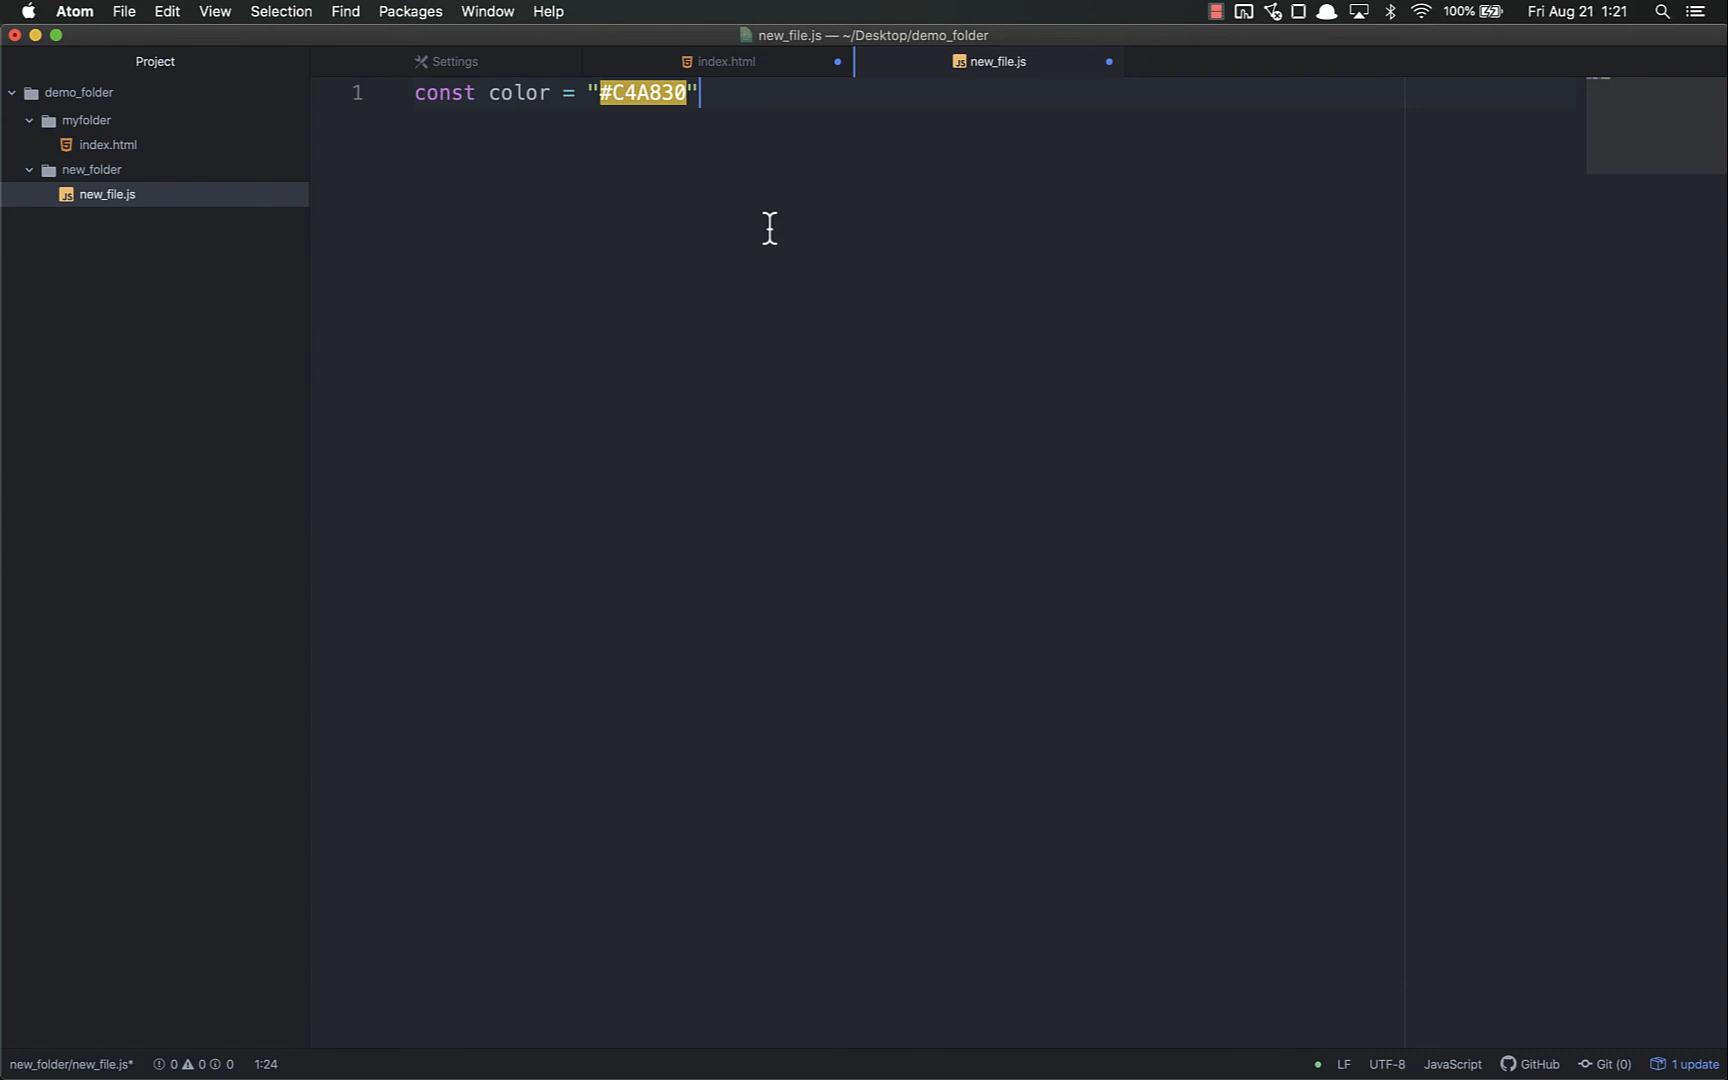 Atom File Edit View Selection Find Packages Window Help 100% Fri Aug 21 1:21
new_file.js — ~/Desktop/demo_folder
Project Settings index.html new_file.js
demo_folder
myfolder
index.html
new_folder
new_file.js
1 const color = "#C4A830"
new_folder/new_file.js* 0 0 0 1:24 LF UTF-8 JavaScript GitHub Git (0) 1 update